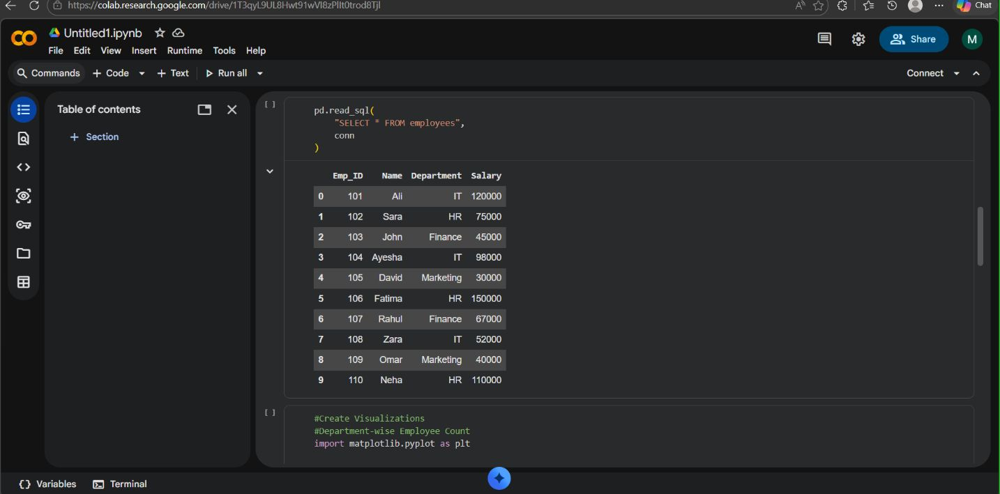 https://colab.research.google.com/drive/1T3qyL9UL8Hwt91wVI8zPlIt0trod8Tjl
Chat
Untitled1.ipynb
File Edit View Insert Runtime Tools Help
Share
M
Commands + Code + Text Run all
Connect
Table of contents
+ Section
[ ]
pd.read_sql(
"SELECT * FROM employees",
conn
)
Emp_ID Name Department Salary
0 101 Ali IT 120000
1 102 Sara HR 75000
2 103 John Finance 45000
3 104 Ayesha IT 98000
4 105 David Marketing 30000
5 106 Fatima HR 150000
6 107 Rahul Finance 67000
7 108 Zara IT 52000
8 109 Omar Marketing 40000
9 110 Neha HR 110000
[ ]
#Create Visualizations
#Department-wise Employee Count
import matplotlib.pyplot as plt
{} Variables
Terminal